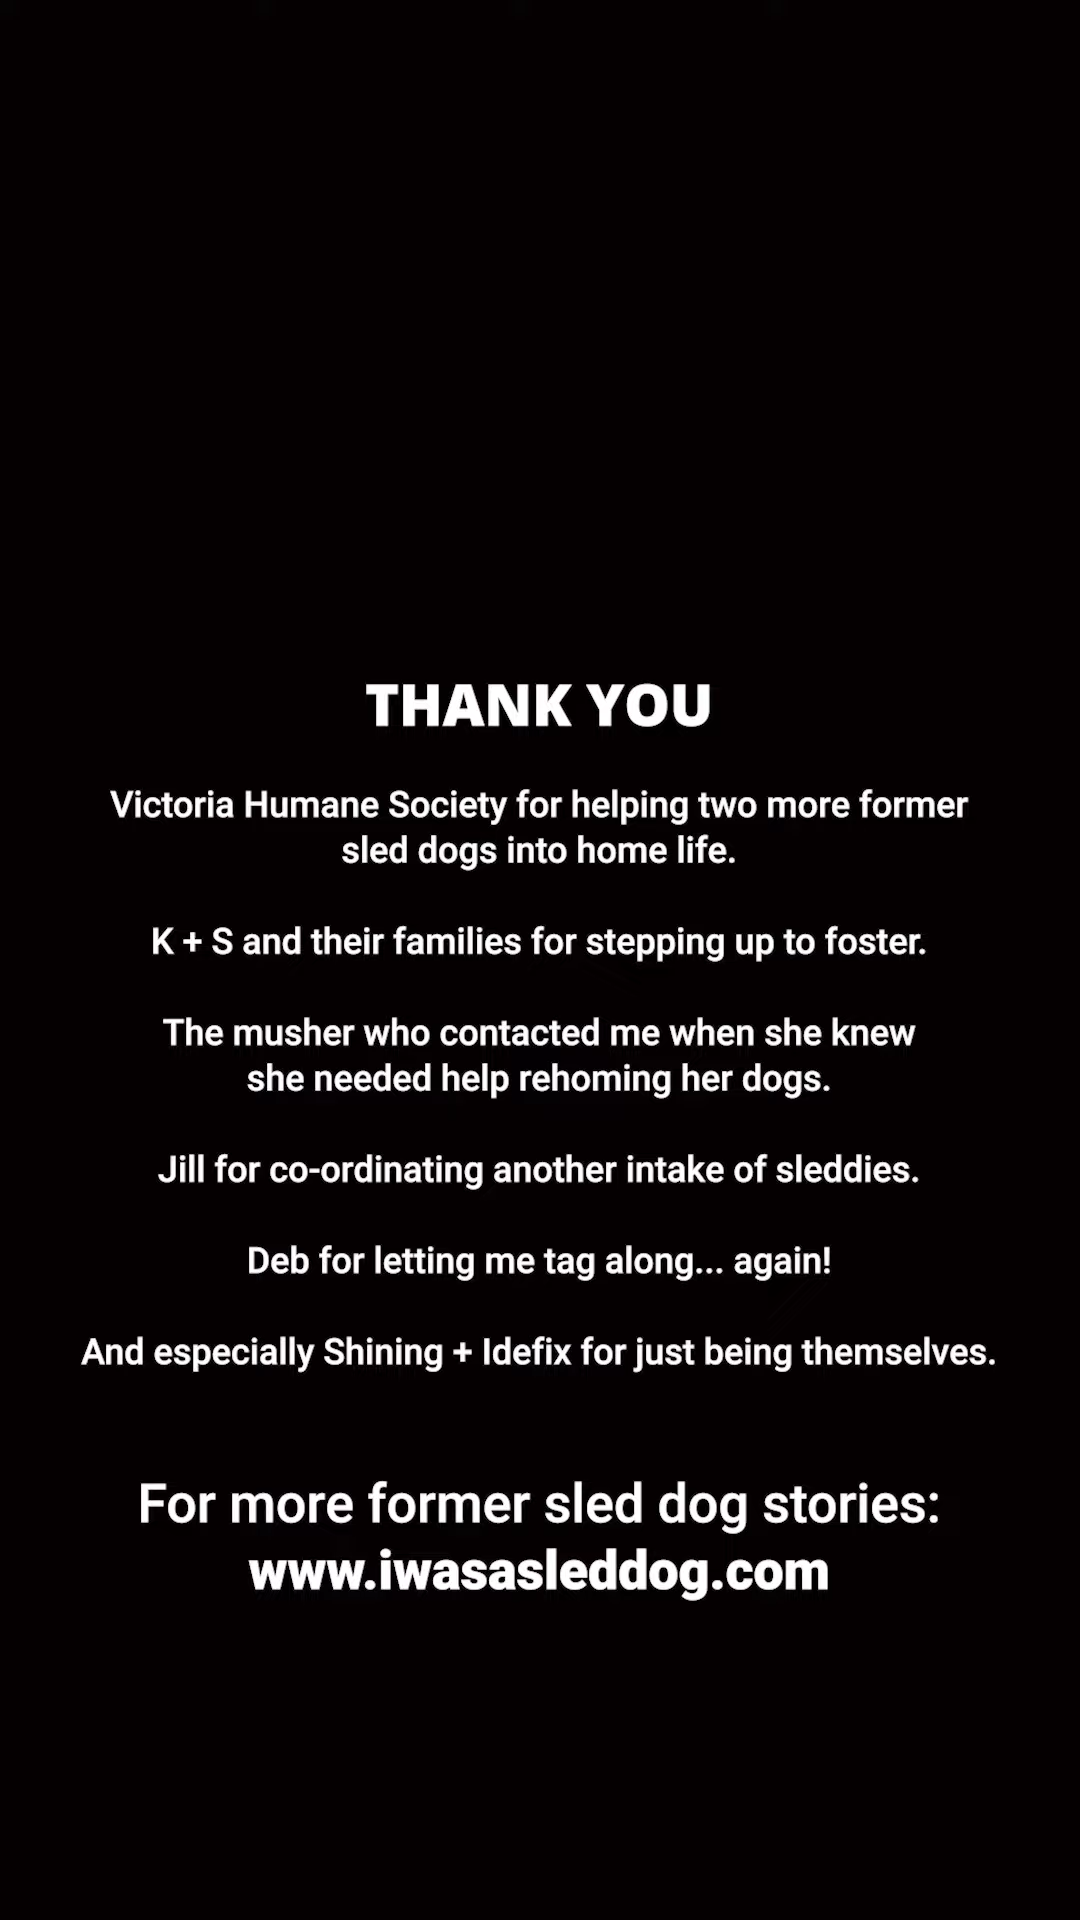 THANK YOU
Victoria Humane Society for helping two more former
sled dogs into home life.
K + S and their families for stepping up to foster.
The musher who contacted me when she knew
she needed help rehoming her dogs.
Jill for co-ordinating another intake of sleddies.
Deb for letting me tag along... again!
And especially Shining + Idefix for just being themselves.
For more former sled dog stories:
www.iwasasleddog.com